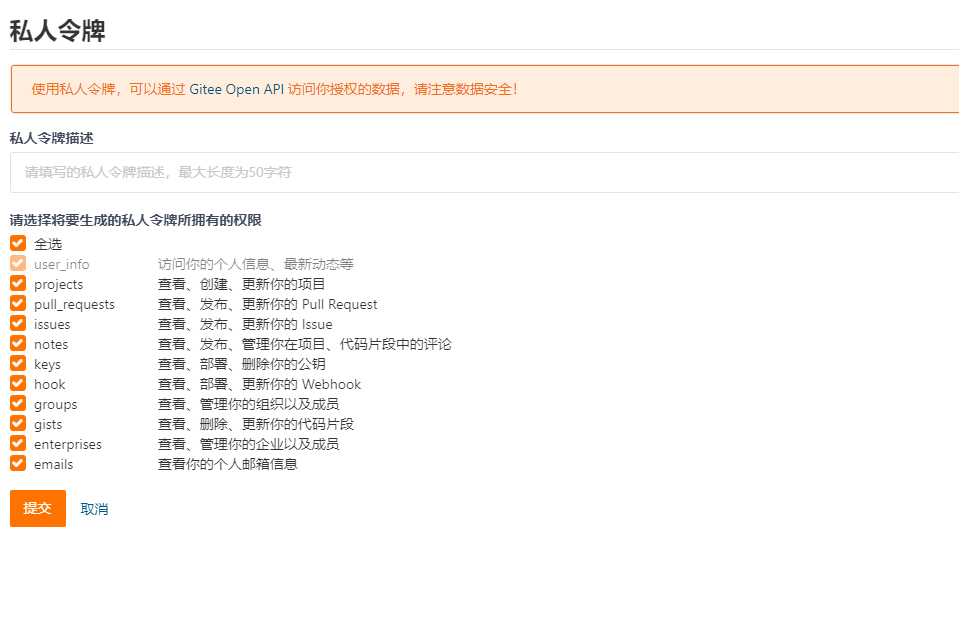 私人令牌
使用私人令牌，可以通过 Gitee Open API 访问你授权的数据，请注意数据安全！
私人令牌描述
请填写的私人令牌描述，最大长度为50字符
请选择将要生成的私人令牌所拥有的权限
全选
user_info 访问你的个人信息、最新动态等
projects 查看、创建、更新你的项目
pull_requests 查看、发布、更新你的 Pull Request
issues 查看、发布、更新你的 Issue
notes 查看、发布、管理你在项目、代码片段中的评论
keys 查看、部署、删除你的公钥
hook 查看、部署、更新你的 Webhook
groups 查看、管理你的组织以及成员
gists 查看、删除、更新你的代码片段
enterprises 查看、管理你的企业以及成员
emails 查看你的个人邮箱信息
提交 取消